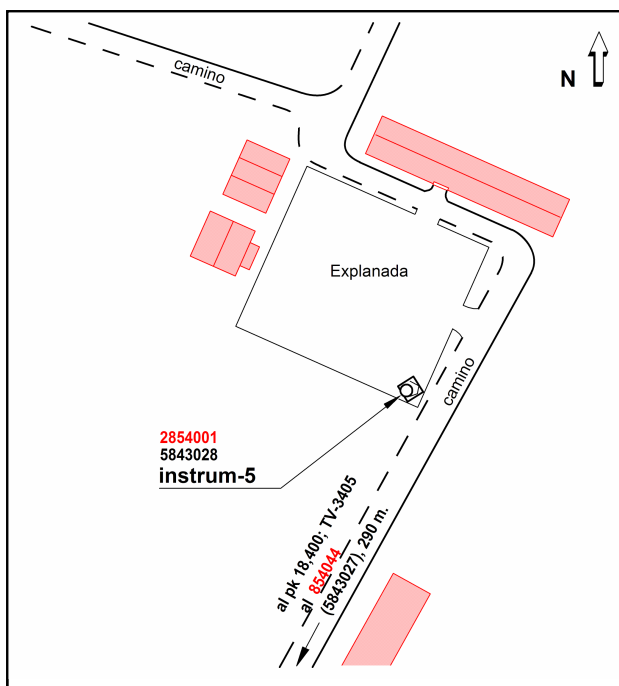 camino
N
Explanada
camino
2854001
5843028
instrum-5
al pk 18,400; TV-3405
al 854044
(5843027), 290 m.